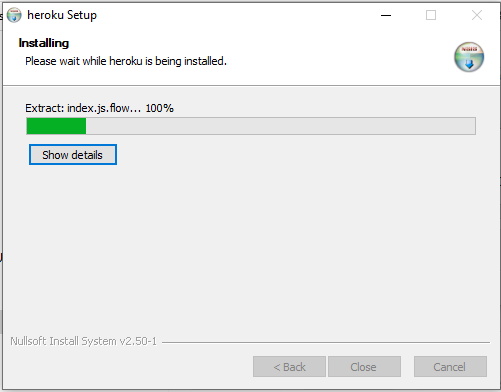 heroku Setup
Installing
Please wait while heroku is being installed.
Extract: index.js.flow... 100%
Show details
Nullsoft Install System v2.50-1
< Back
Close
Cancel